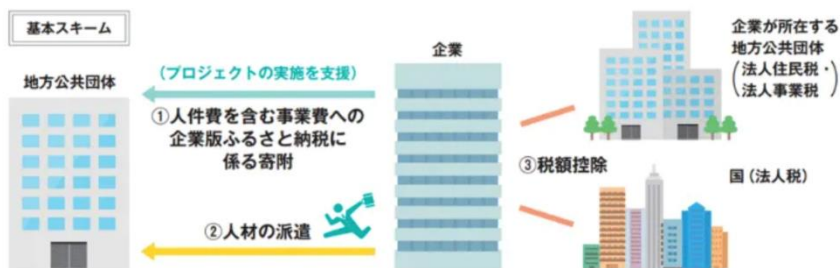 基本スキーム
地方公共団体
(プロジェクトの実施を支援)
①人件費を含む事業費への
企業版ふるさと納税に
係る寄附
②人材の派遣
企業
③税額控除
企業が所在する
地方公共団体
(法人住民税・
法人事業税)
国(法人税)